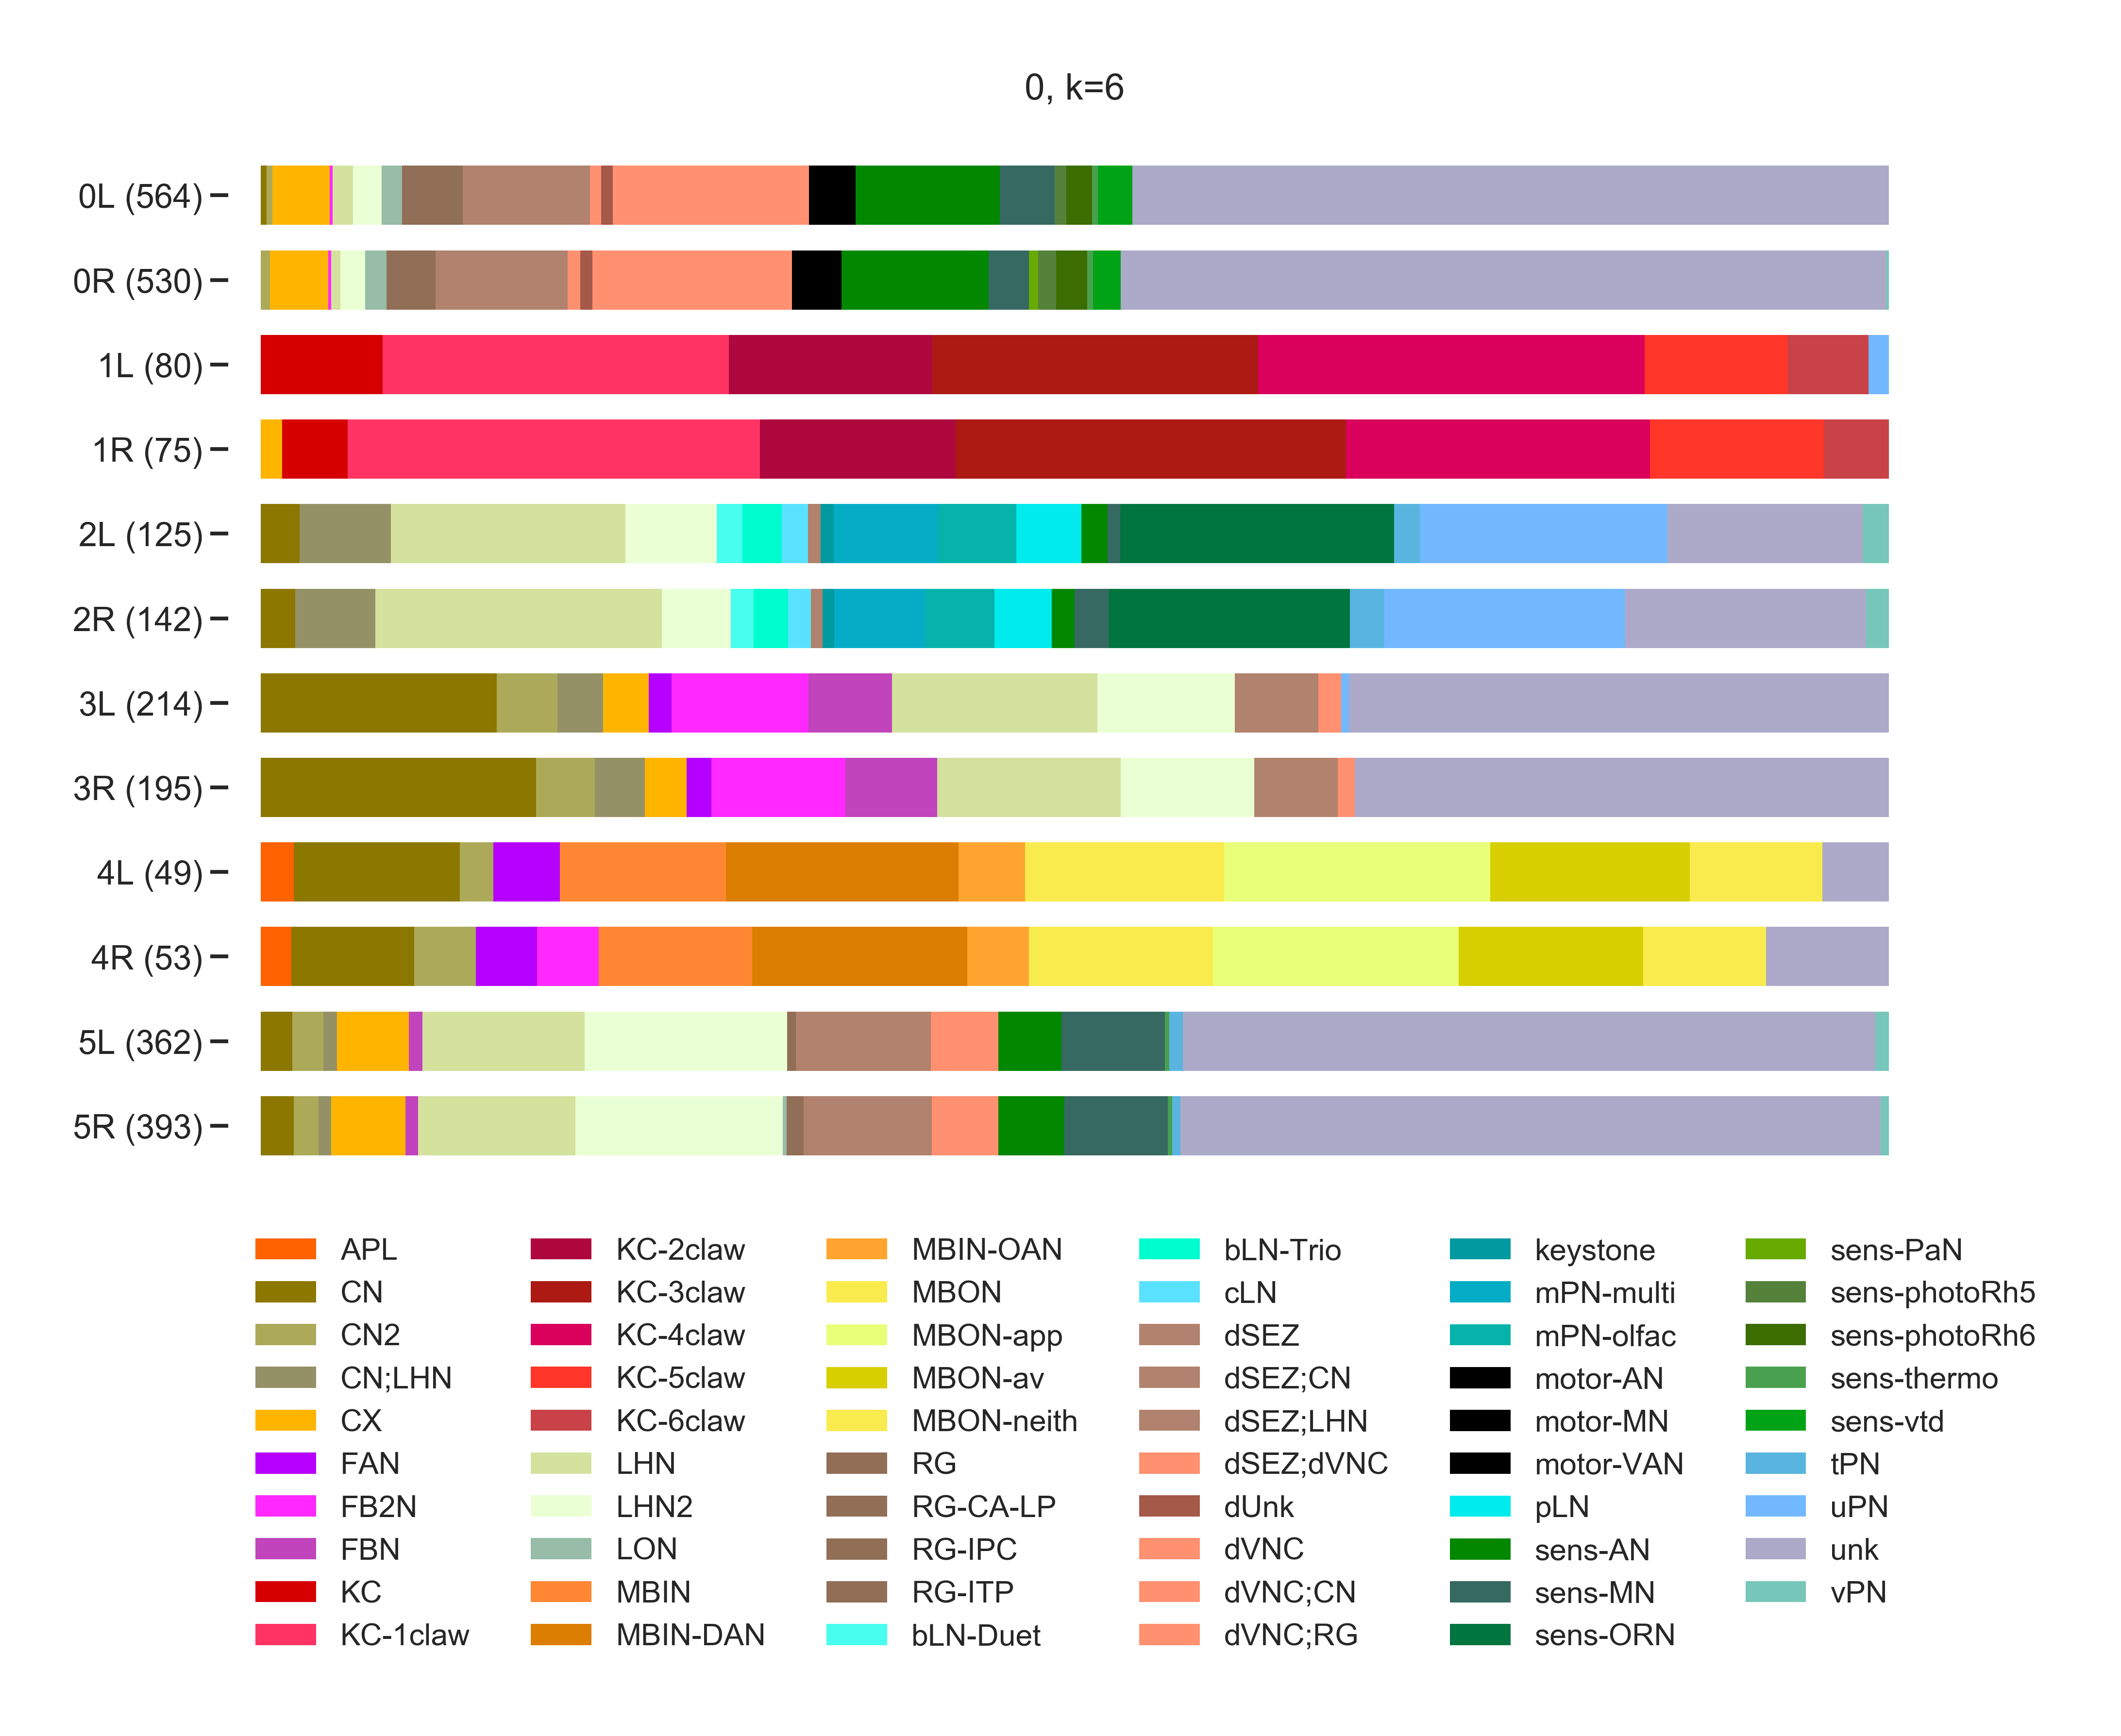 0, k=6
0L (564)
0R (530)
1L (80)
1R (75)
2L (125)
2R (142)
3L (214)
3R (195)
4L (49)
4R (53)
5L (362)
5R (393)
APL
CN
CN2
CN;LHN
CX
FAN
FB2N
FBN
KC
KC-1claw
KC-2claw
KC-3claw
KC-4claw
KC-5claw
KC-6claw
LHN
LHN2
LON
MBIN
MBIN-DAN
MBIN-OAN
MBON
MBON-app
MBON-av
MBON-neith
RG
RG-CA-LP
RG-IPC
RG-ITP
bLN-Duet
bLN-Trio
cLN
dSEZ
dSEZ;CN
dSEZ;LHN
dSEZ;dVNC
dUnk
dVNC
dVNC;CN
dVNC;RG
keystone
mPN-multi
mPN-olfac
motor-AN
motor-MN
motor-VAN
pLN
sens-AN
sens-MN
sens-ORN
sens-PaN
sens-photoRh5
sens-photoRh6
sens-thermo
sens-vtd
tPN
uPN
unk
vPN